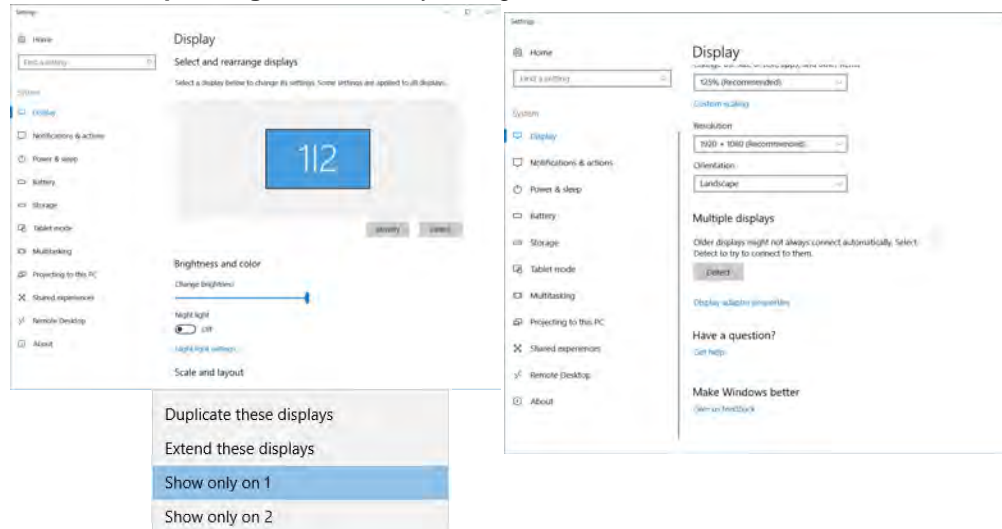 Settings
Home
Find a setting
System
Display
Notifications & actions
Power & sleep
Battery
Storage
Tablet mode
Multitasking
Projecting to this PC
Shared experiences
Remote Desktop
About
Display
Select and rearrange displays
Select a display below to change its settings. Some settings are applied to all displays.
1|2
Identify
Detect
Brightness and color
Change brightness
Night light
Off
Night light settings
Scale and layout
Duplicate these displays
Extend these displays
Show only on 1
Show only on 2
Settings
Home
Find a setting
System
Display
Notifications & actions
Power & sleep
Battery
Storage
Tablet mode
Multitasking
Projecting to this PC
Shared experiences
Remote Desktop
About
Display
125% (Recommended)
Custom scaling
Resolution
1920 × 1080 (Recommended)
Orientation
Landscape
Multiple displays
Older displays might not always connect automatically. Select
Detect to try to connect to them.
Detect
Display adapter properties
Have a question?
Get help
Make Windows better
Give us feedback